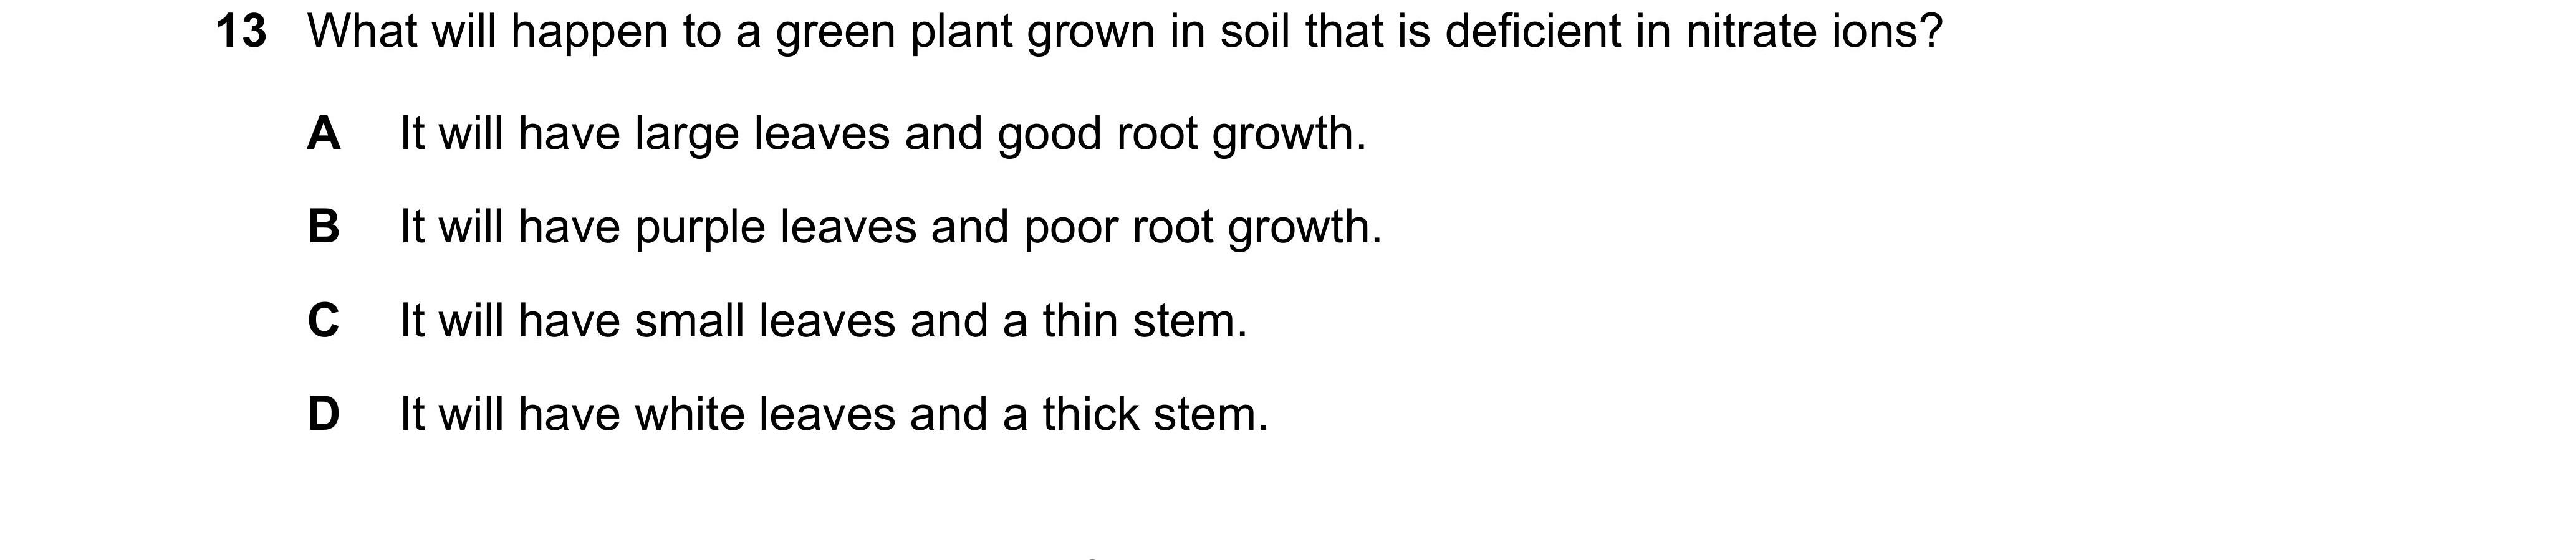 13 What will happen to a green plant grown in soil that is deficient in nitrate ions?
A It will have large leaves and good root growth.
B It will have purple leaves and poor root growth.
C It will have small leaves and a thin stem.
D It will have white leaves and a thick stem.